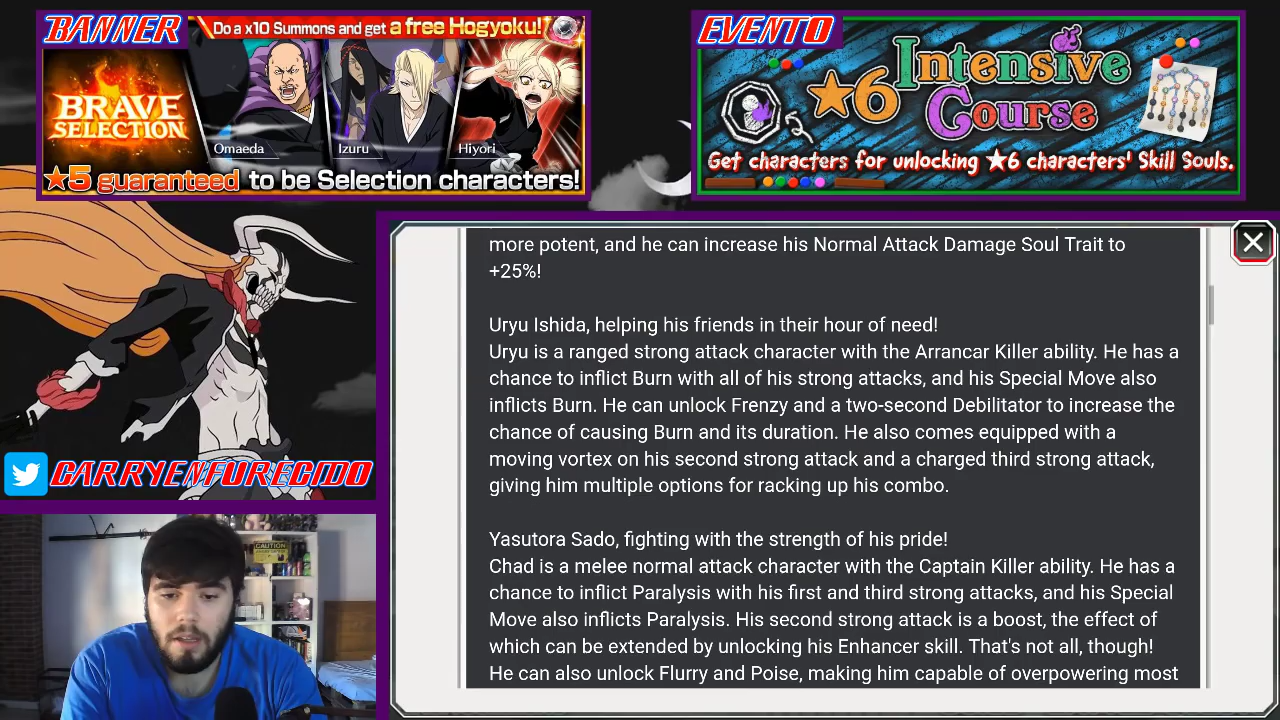 BANNER
Do a x10 Summons and get a free Hogyoku!
BRAVE
SELECTION
Omaeda
Izuru
Hiyori
★5 guaranteed to be Selection characters!
EVENTO
★6 Intensive
Course
Get characters for unlocking ★6 characters' Skill Souls.
more potent, and he can increase his Normal Attack Damage Soul Trait to
+25%!
Uryu Ishida, helping his friends in their hour of need!
Uryu is a ranged strong attack character with the Arrancar Killer ability. He has a
chance to inflict Burn with all of his strong attacks, and his Special Move also
inflicts Burn. He can unlock Frenzy and a two-second Debilitator to increase the
chance of causing Burn and its duration. He also comes equipped with a
moving vortex on his second strong attack and a charged third strong attack,
giving him multiple options for racking up his combo.
Yasutora Sado, fighting with the strength of his pride!
Chad is a melee normal attack character with the Captain Killer ability. He has a
chance to inflict Paralysis with his first and third strong attacks, and his Special
Move also inflicts Paralysis. His second strong attack is a boost, the effect of
which can be extended by unlocking his Enhancer skill. That's not all, though!
He can also unlock Flurry and Poise, making him capable of overpowering most
CARRYENFURECIDO
CAUTION